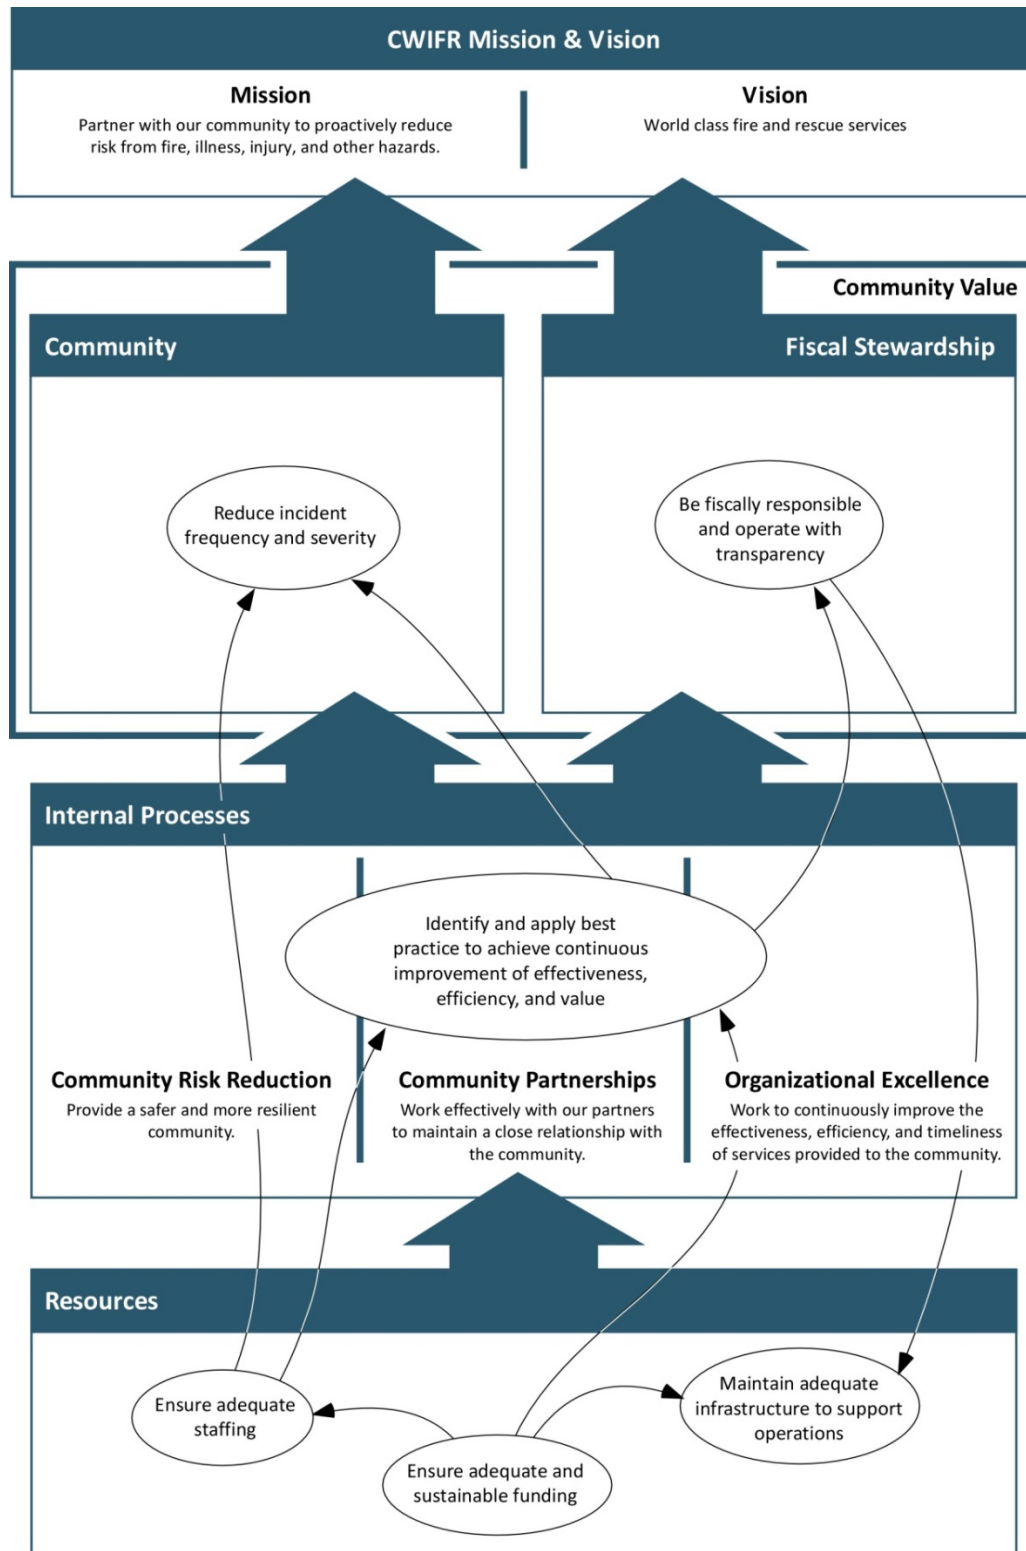 CWIFR Mission & Vision
Mission
Partner with our community to proactively reduce
risk from fire, illness, injury, and other hazards.
Vision
World class fire and rescue services
Community Value
Community
Fiscal Stewardship
Reduce incident
frequency and severity
Be fiscally responsible
and operate with
transparency
Internal Processes
Identify and apply best
practice to achieve continuous
improvement of effectiveness,
efficiency, and value
Community Risk Reduction
Provide a safer and more resilient
community.
Community Partnerships
Work effectively with our partners
to maintain a close relationship with
the community.
Organizational Excellence
Work to continuously improve the
effectiveness, efficiency, and timeliness
of services provided to the community.
Resources
Ensure adequate
staffing
Ensure adequate and
sustainable funding
Maintain adequate
infrastructure to support
operations